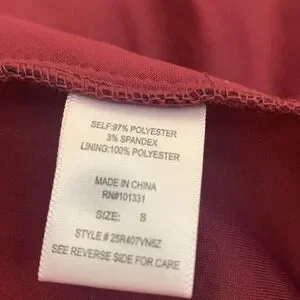 SELF:97% POLYESTER
3% SPANDEX
LINING:100% POLYESTER
MADE IN CHINA
RN#101331
SIZE: S
STYLE # 25R407VN6Z
SEE REVERSE SIDE FOR CARE